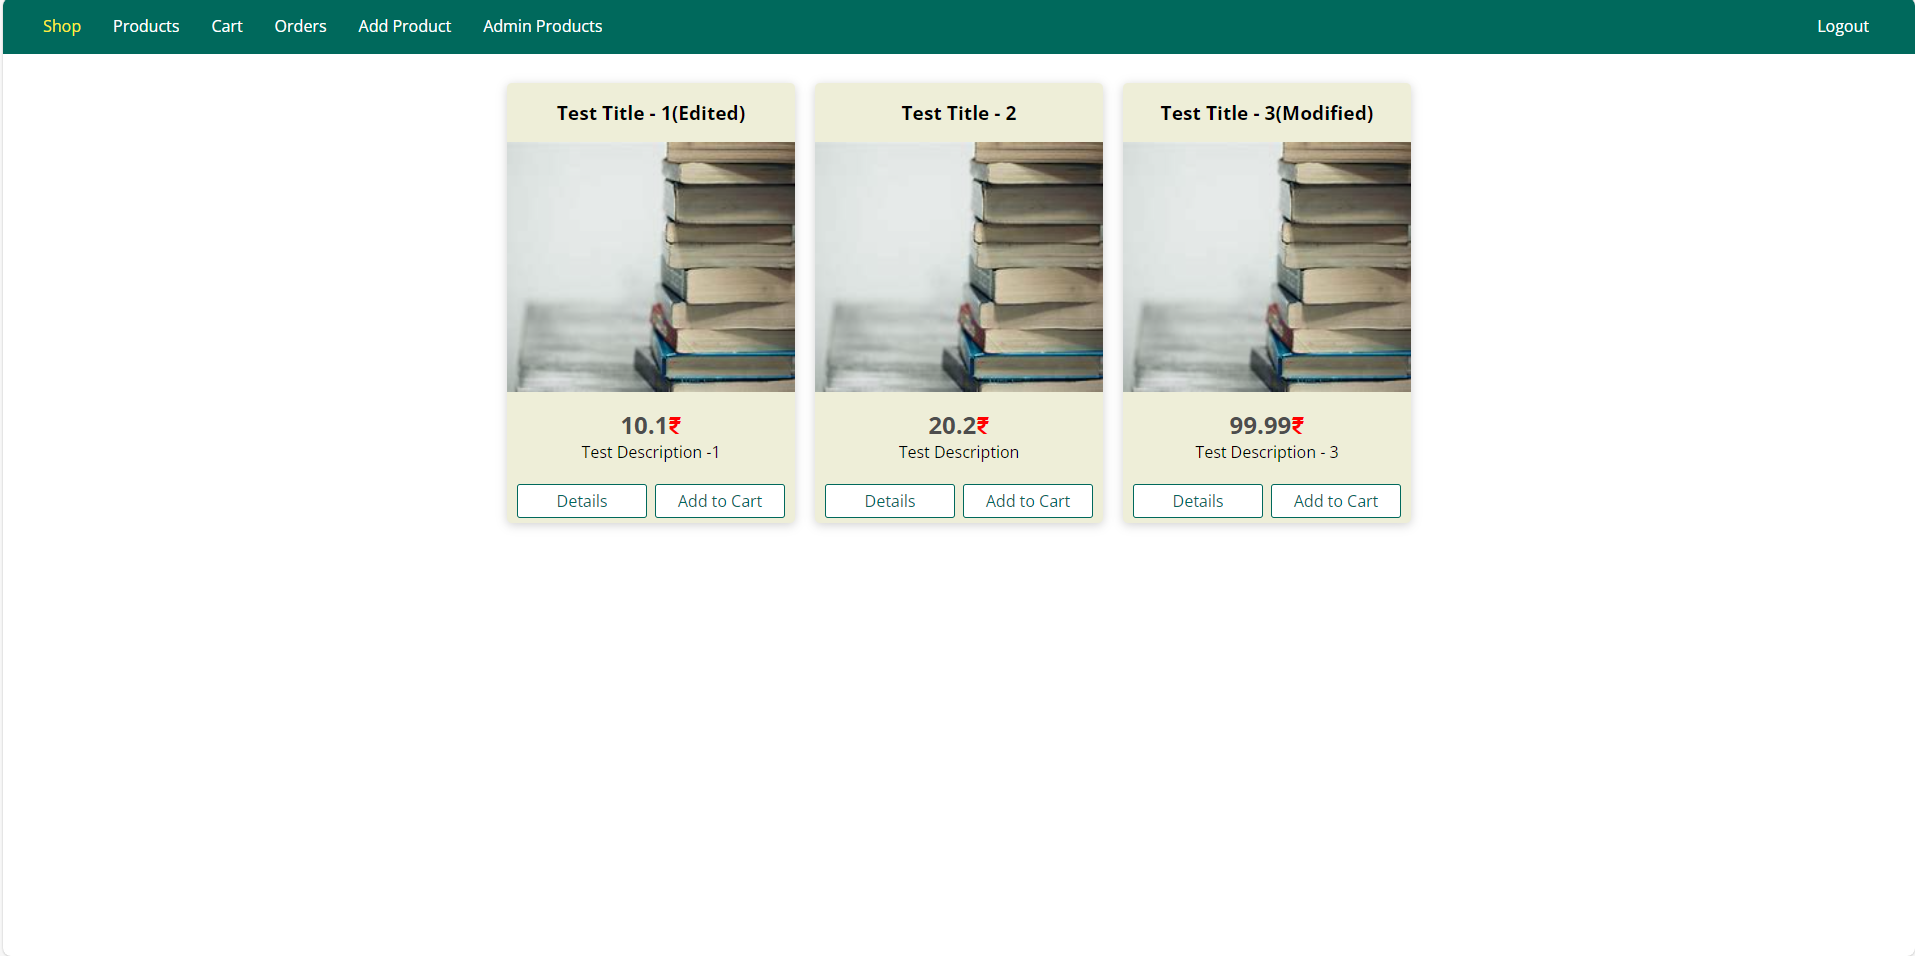 Shop Products Cart Orders Add Product Admin Products Logout
Test Title - 1(Edited)
10.1₹
Test Description -1
Details Add to Cart
Test Title - 2
20.2₹
Test Description
Details Add to Cart
Test Title - 3(Modified)
99.99₹
Test Description - 3
Details Add to Cart